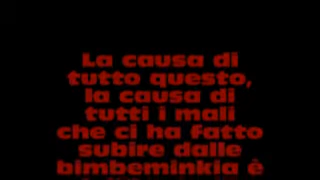 La causa di
tutto questo,
la causa di
tutti i mali
che ci ha fatto
subire dalle
bimbeminkia è